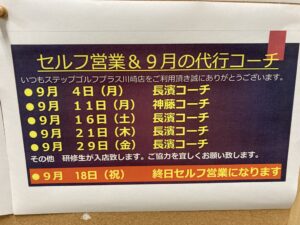 セルフ営業＆９月の代行コーチ
いつもステップゴルフプラス川崎店をご利用頂き誠にありがとうございます。
●９月　４日（月）　長濱コーチ
●９月　１１日（月）　神藤コーチ
●９月　１６日（土）　長濱コーチ
●９月　２１日（木）　長濱コーチ
●９月　２９日（金）　長濱コーチ
その他　研修生が入店致します。ご協力を宜しくお願い致します。
●９月　18日（祝）　終日セルフ営業になります